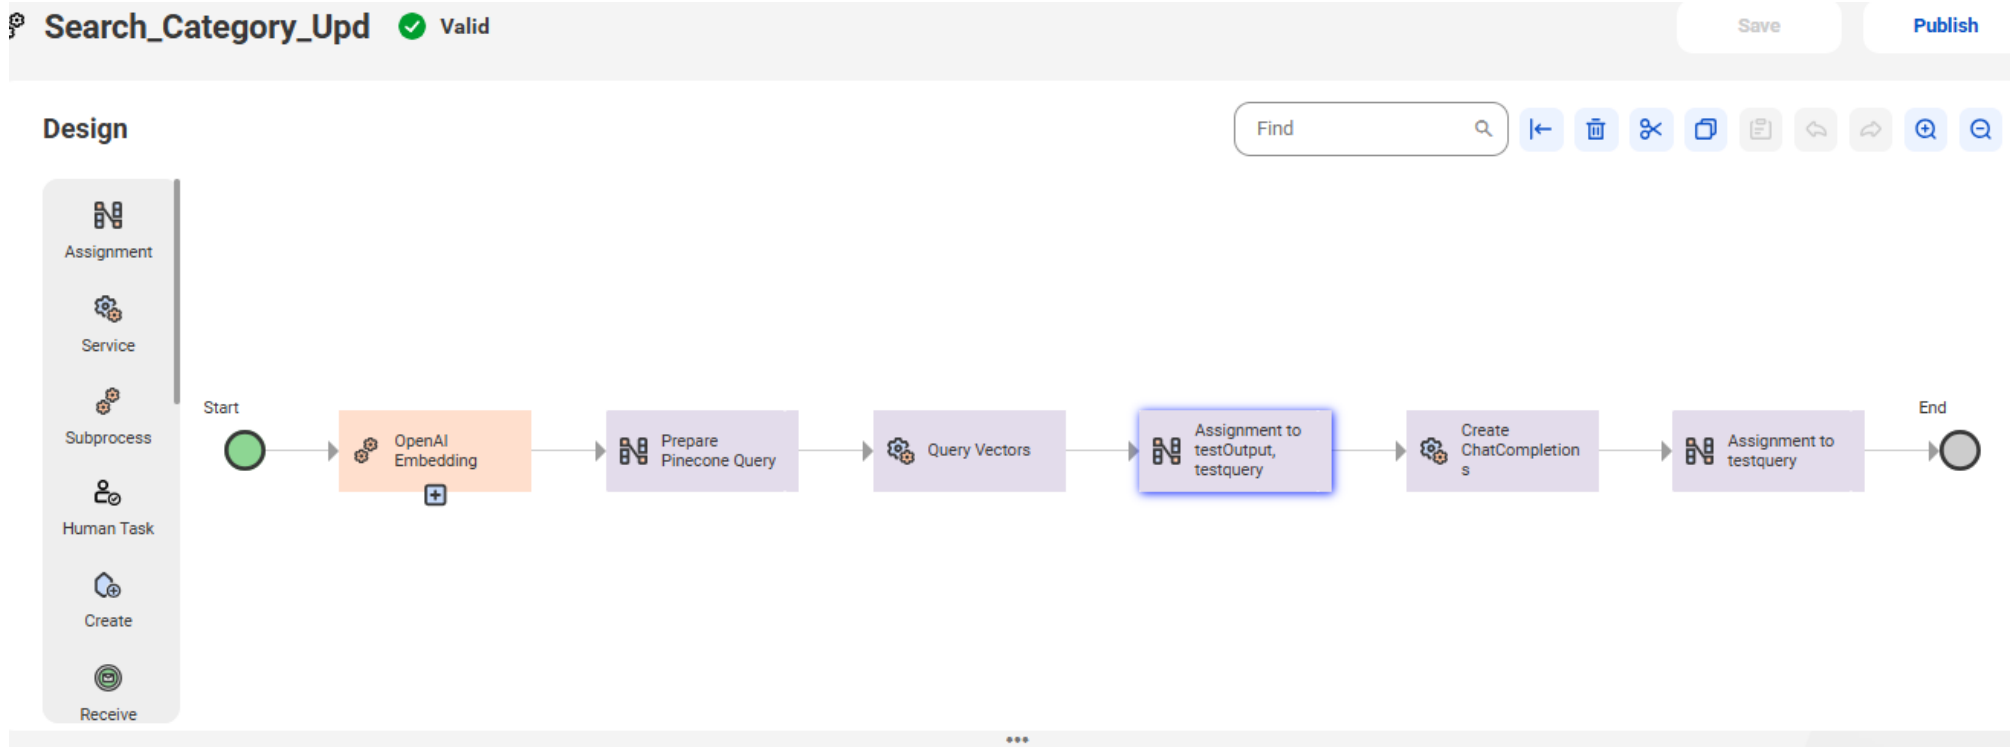 Search_Category_Upd
Valid
Save
Publish
Design
Find
Assignment
Service
Subprocess
Human Task
Create
Receive
Start
OpenAI
Embedding
Prepare
Pinecone Query
Query Vectors
Assignment to
testOutput,
testquery
Create
ChatCompletion
s
Assignment to
testquery
End